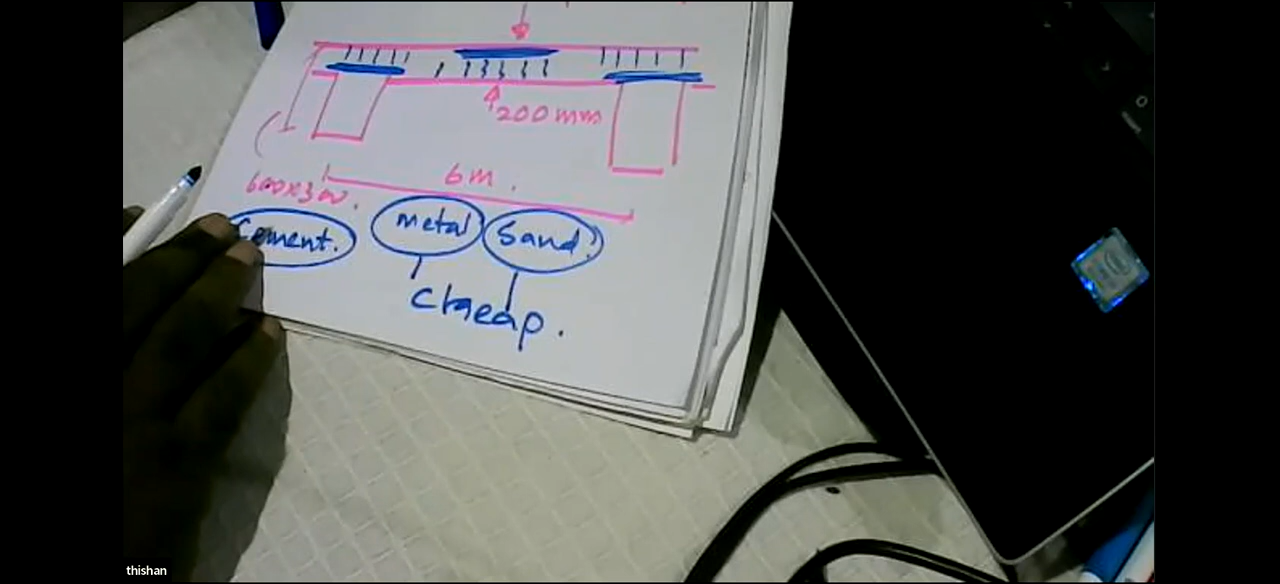 200 mm
6m.
600x300.
Cement. metal Sand?
Cheap.
thishan